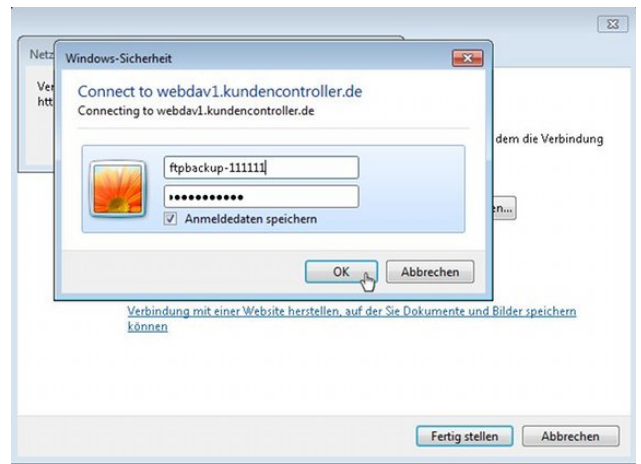 Netz
Windows-Sicherheit
Ver
htt
Connect to webdav1.kundencontroller.de
Connecting to webdav1.kundencontroller.de
dem die Verbindung
ftpbackup-111111
en...
Anmeldedaten speichern
OK
Abbrechen
Verbindung mit einer Website herstellen, auf der Sie Dokumente und Bilder speichern
können
Fertig stellen
Abbrechen